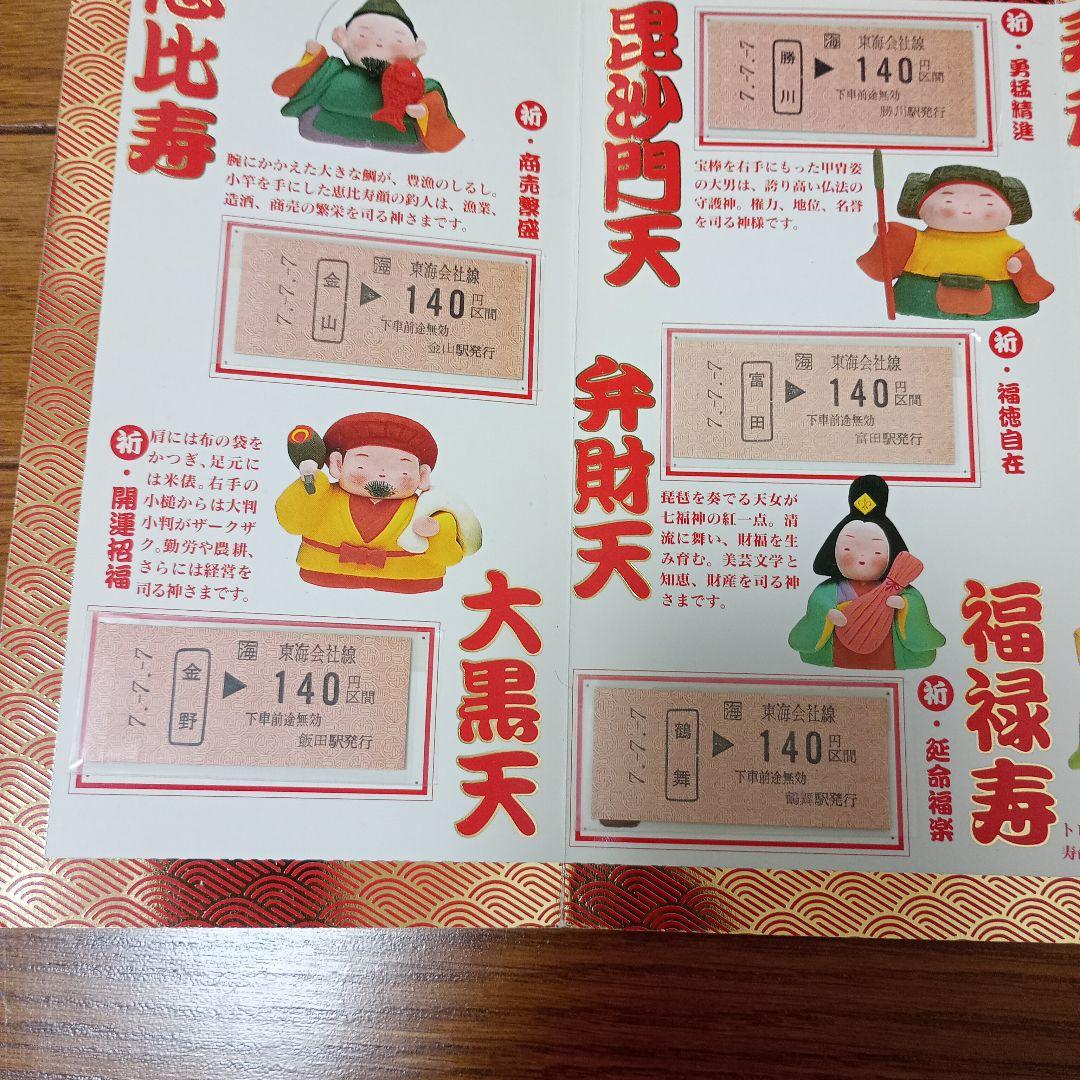 恵比寿
祈・商売繁盛
腕にかかえた大きな鯛が、豊漁のしるし。
小竿を手にした恵比寿顔の釣人は、漁業、
造酒、商売の繁栄を司る神さまです。
7.-7.-7
金山
海 東海会社線
▶ 140円区間
下車前途無効
金山駅発行
祈・開運招福
肩には布の袋を
かつぎ、足元に
は米俵。右手の
小槌からは大判
小判がザークザ
ク。勤労や農耕、
さらには経営を
司る神さまです。
大黒天
7.-7.-7
金野
海 東海会社線
▶ 140円区間
下車前途無効
飯田駅発行
毘沙門天
7.-7.-7
勝川
海 東海会社線
▶ 140円区間
下車前途無効
勝川駅発行
祈・勇猛精進
宝棒を右手にもった甲冑姿
の大男は、誇り高い仏法の
守護神。権力、地位、名誉
を司る神様です。
弁財天
7.-7.-7
富田
海 東海会社線
▶ 140円区間
下車前途無効
富田駅発行
祈・福徳自在
琵琶を奏でる天女が
七福神の紅一点。清
流に舞い、財福を生
み育む。美芸文学と
知恵、財産を司る神
さまです。
福禄寿
7.-7.-7
鶴舞
海 東海会社線
▶ 140円区間
下車前途無効
鶴舞駅発行
祈・延命福楽